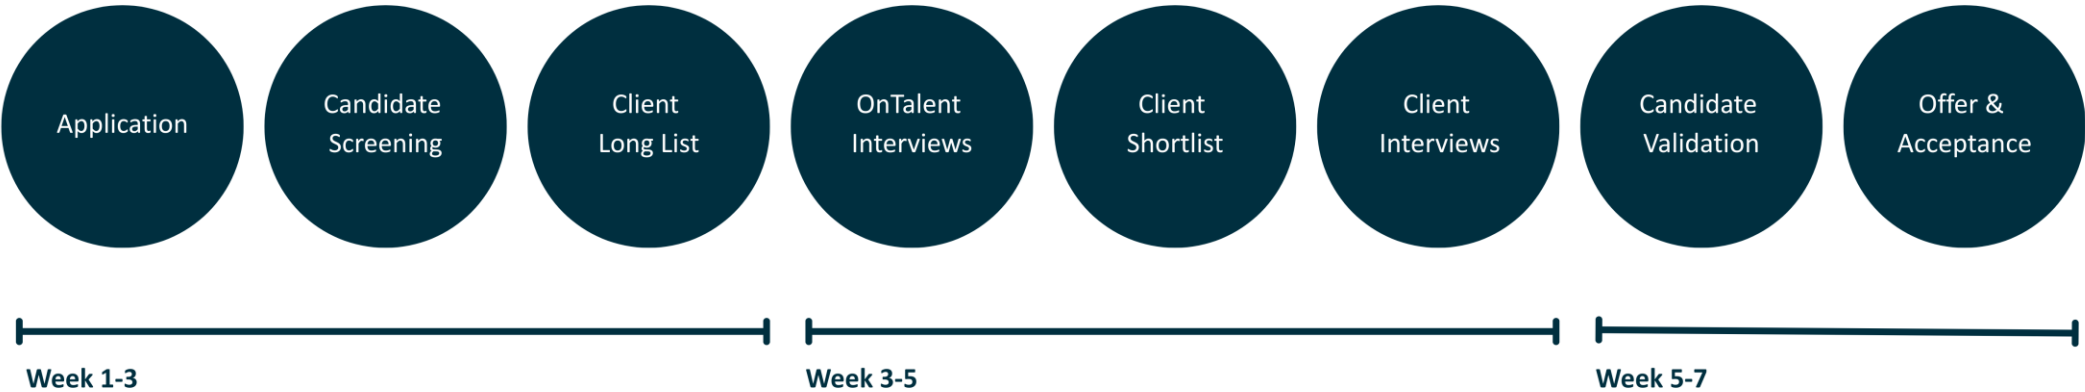 Application
Candidate
Screening
Client
Long List
OnTalent
Interviews
Client
Shortlist
Client
Interviews
Candidate
Validation
Offer &
Acceptance
Week 1-3
Week 3-5
Week 5-7